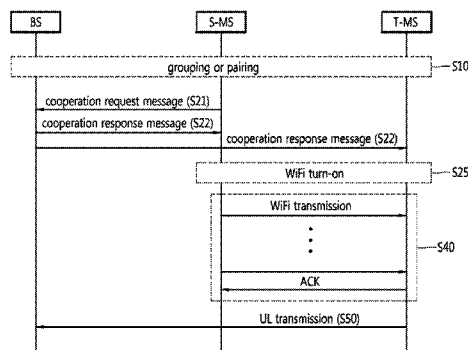 BS
S-MS
T-MS
grouping or pairing
S10
cooperation request message (S21)
cooperation response message (S22)
cooperation response message (S22)
WiFi turn-on
S25
WiFi transmission
S40
ACK
UL transmission (S50)